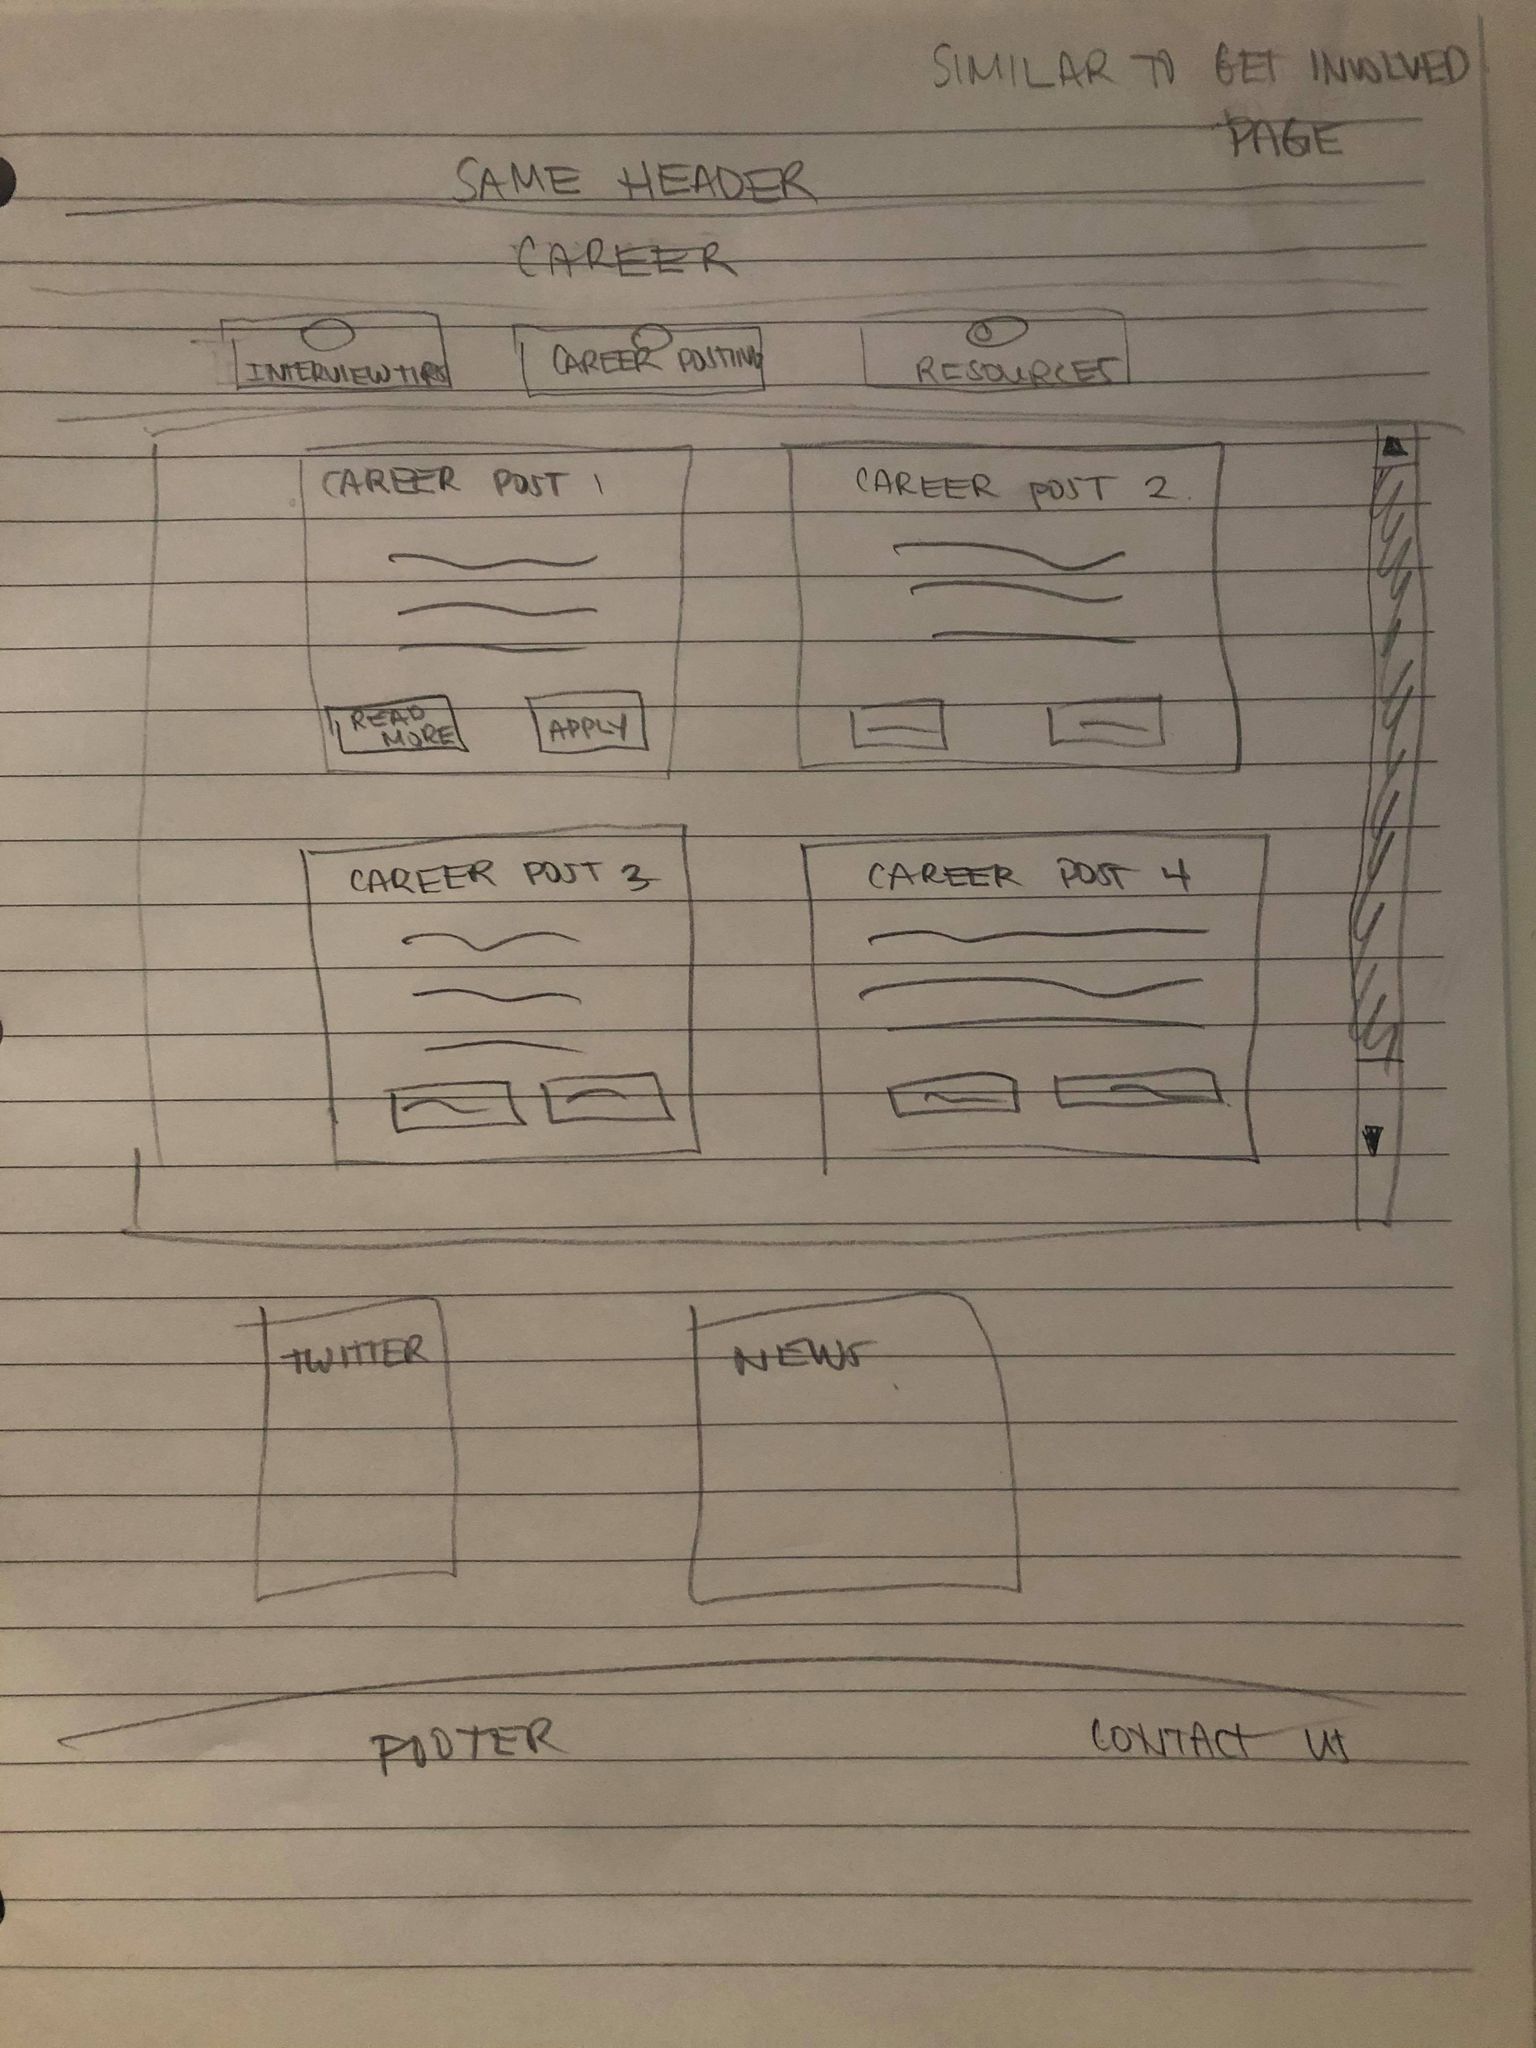 SIMILAR TO GET INVOLVED
PAGE
SAME HEADER
CAREER
INTERVIEW TIPS
CAREER POSTING
RESOURCES
CAREER POST 1
READ
MORE
APPLY
CAREER POST 2
CAREER POST 3
CAREER POST 4
TWITTER
NEWS
FOOTER
CONTACT US